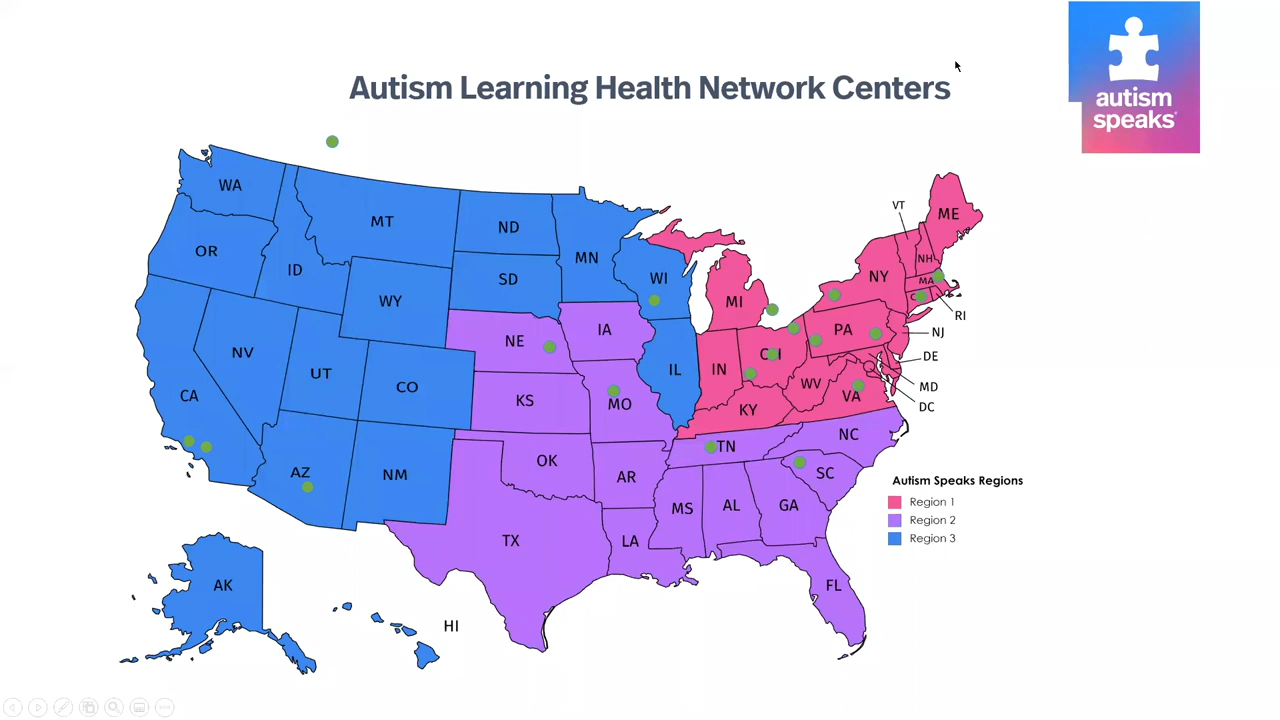 Autism Learning Health Network Centers
autism
speaks
WA
MT
ND
MN
OR
ID
SD
WI
WY
MI
VT
ME
NH
NY
MA
RI
NE
IA
PA
NJ
NV
UT
CO
IL
IN
DE
CA
KS
MO
WV
MD
KY
VA
DC
AZ
NM
OK
AR
TN
NC
SC
MS
AL
GA
TX
LA
FL
AK
HI
Autism Speaks Regions
Region 1
Region 2
Region 3